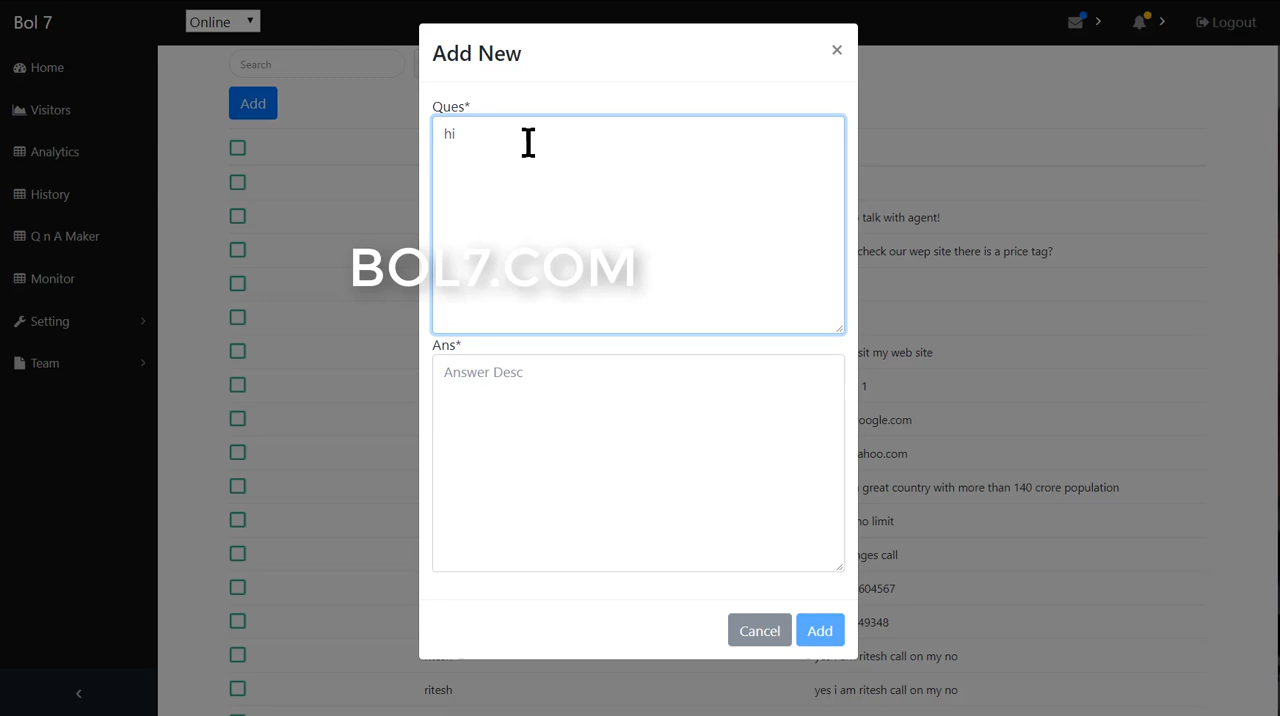 Bol 7
Online
Logout
Home
Visitors
Analytics
History
Q n A Maker
Monitor
Setting
Team
Search
Add
Add New
×
Ques*
hi
BOL7.COM
Ans*
Answer Desc
Cancel
Add
talk with agent!
check our wep site there is a price tag?
sit my web site
1
oogle.com
ahoo.com
great country with more than 140 crore population
no limit
nges call
604567
49348
yes i am ritesh call on my no
ritesh
yes i am ritesh call on my no